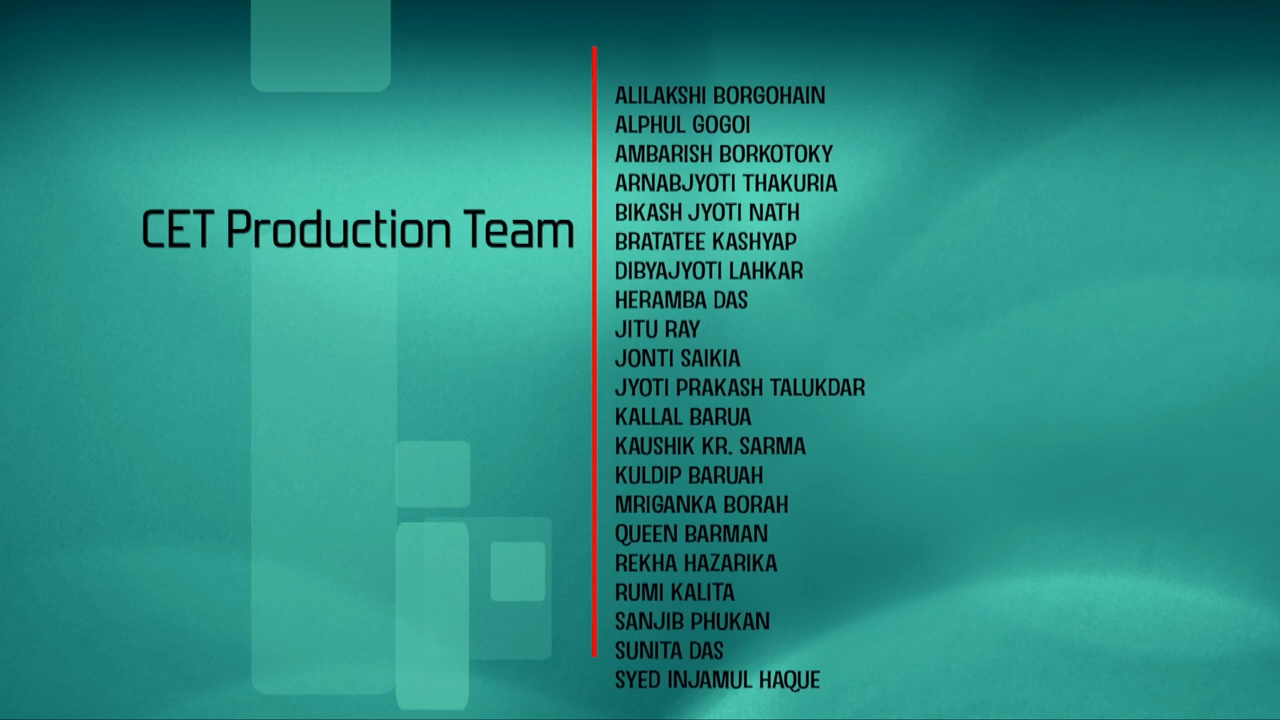 CET Production Team
ALILAKSHI BORGOHAIN
ALPHUL GOGOI
AMBARISH BORKOTOKY
ARNABJYOTI THAKURIA
BIKASH JYOTI NATH
BRATATEE KASHYAP
DIBYAJYOTI LAHKAR
HERAMBA DAS
JITU RAY
JONTI SAIKIA
JYOTI PRAKASH TALUKDAR
KALLAL BARUA
KAUSHIK KR. SARMA
KULDIP BARUAH
MRIGANKA BORAH
QUEEN BARMAN
REKHA HAZARIKA
RUMI KALITA
SANJIB PHUKAN
SUNITA DAS
SYED INJAMUL HAQUE